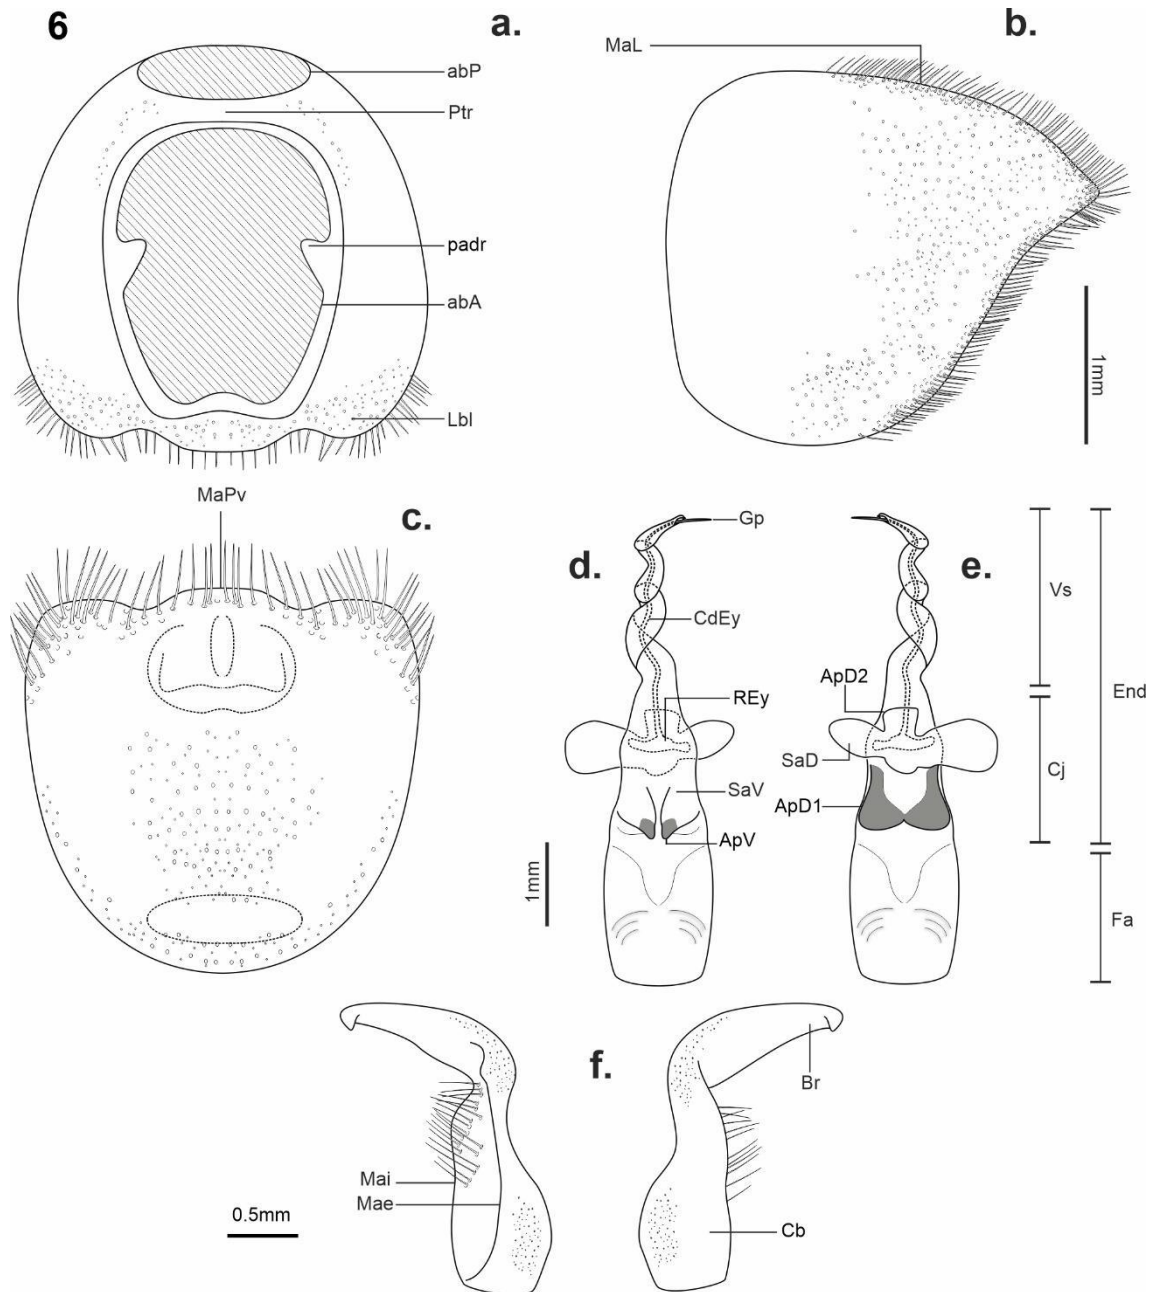 6
a.
abP
Ptr
padr
abA
Lbl
b.
MaL
1mm
MaPv
c.
d.
Gp
CdEy
REy
SaV
ApV
1mm
e.
ApD2
SaD
ApD1
Vs
Cj
End
Fa
f.
Mai
Mae
0.5mm
Br
Cb